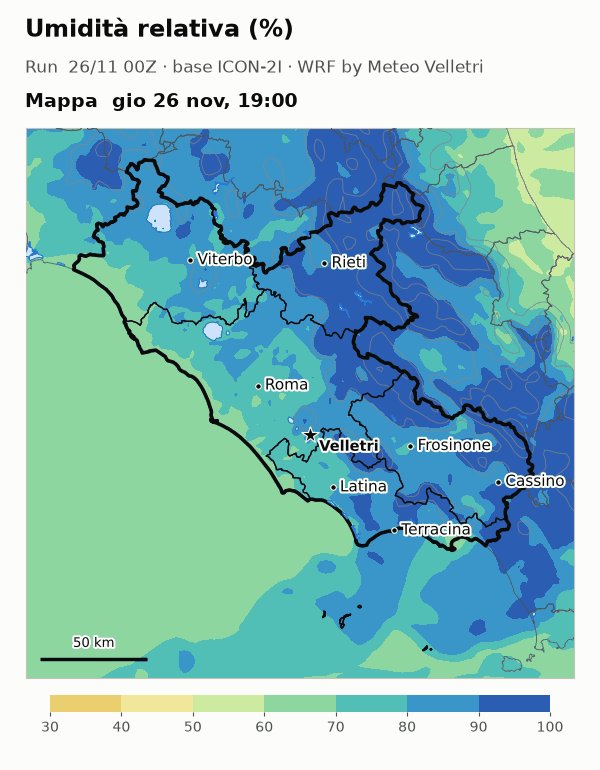 Umidità relativa (%)
Run  26/11 00Z · base ICON-2I · WRF by Meteo Velletri
Mappa  gio 26 nov, 19:00
Viterbo
Rieti
Roma
Velletri
Frosinone
Cassino
Latina
Terracina
50 km
30 40 50 60 70 80 90 100